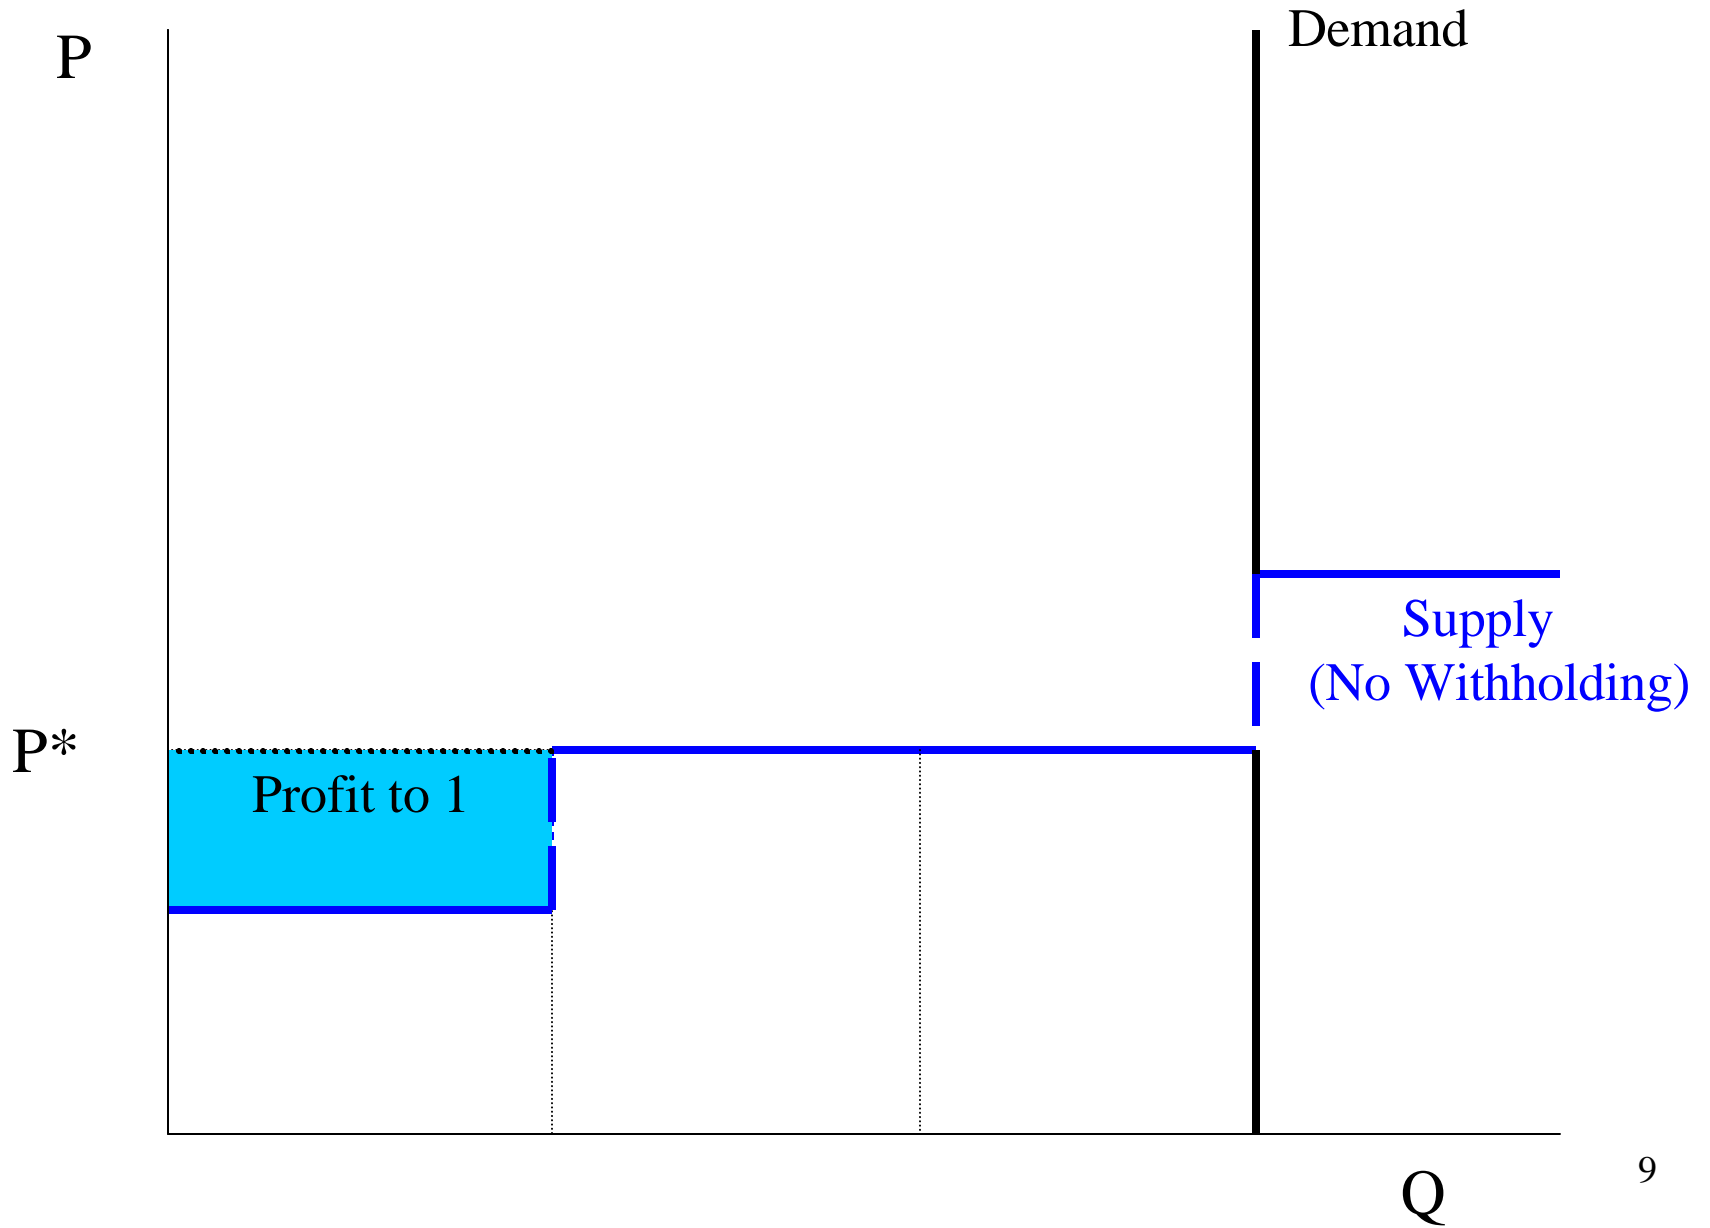 P
Demand
Supply
(No Withholding)
P*
Profit to 1
Q
9